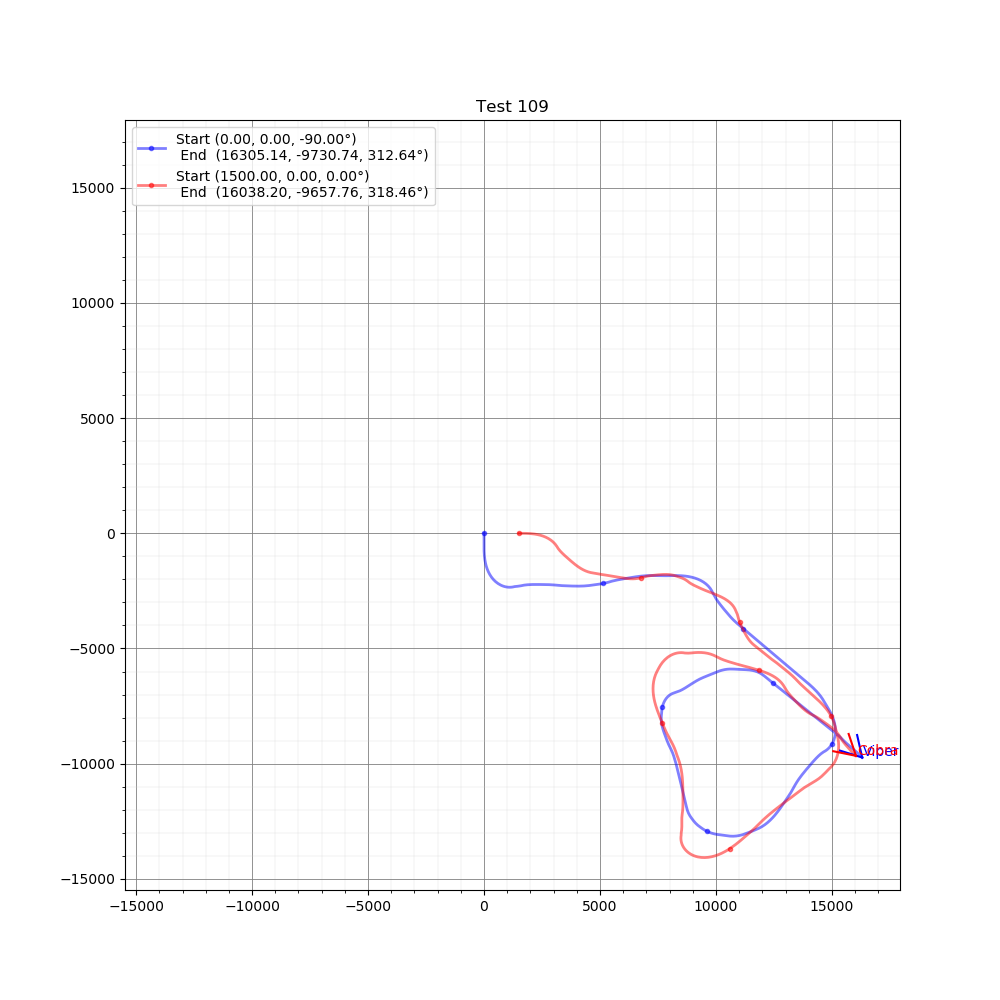 Test 109
Start (0.00, 0.00, -90.00°)
End (16305.14, -9730.74, 312.64°)
Start (1500.00, 0.00, 0.00°)
End (16038.20, -9657.76, 318.46°)
15000
10000
5000
0
−5000
−10000
−15000
Cobra
Viper
−15000 −10000 −5000 0 5000 10000 15000